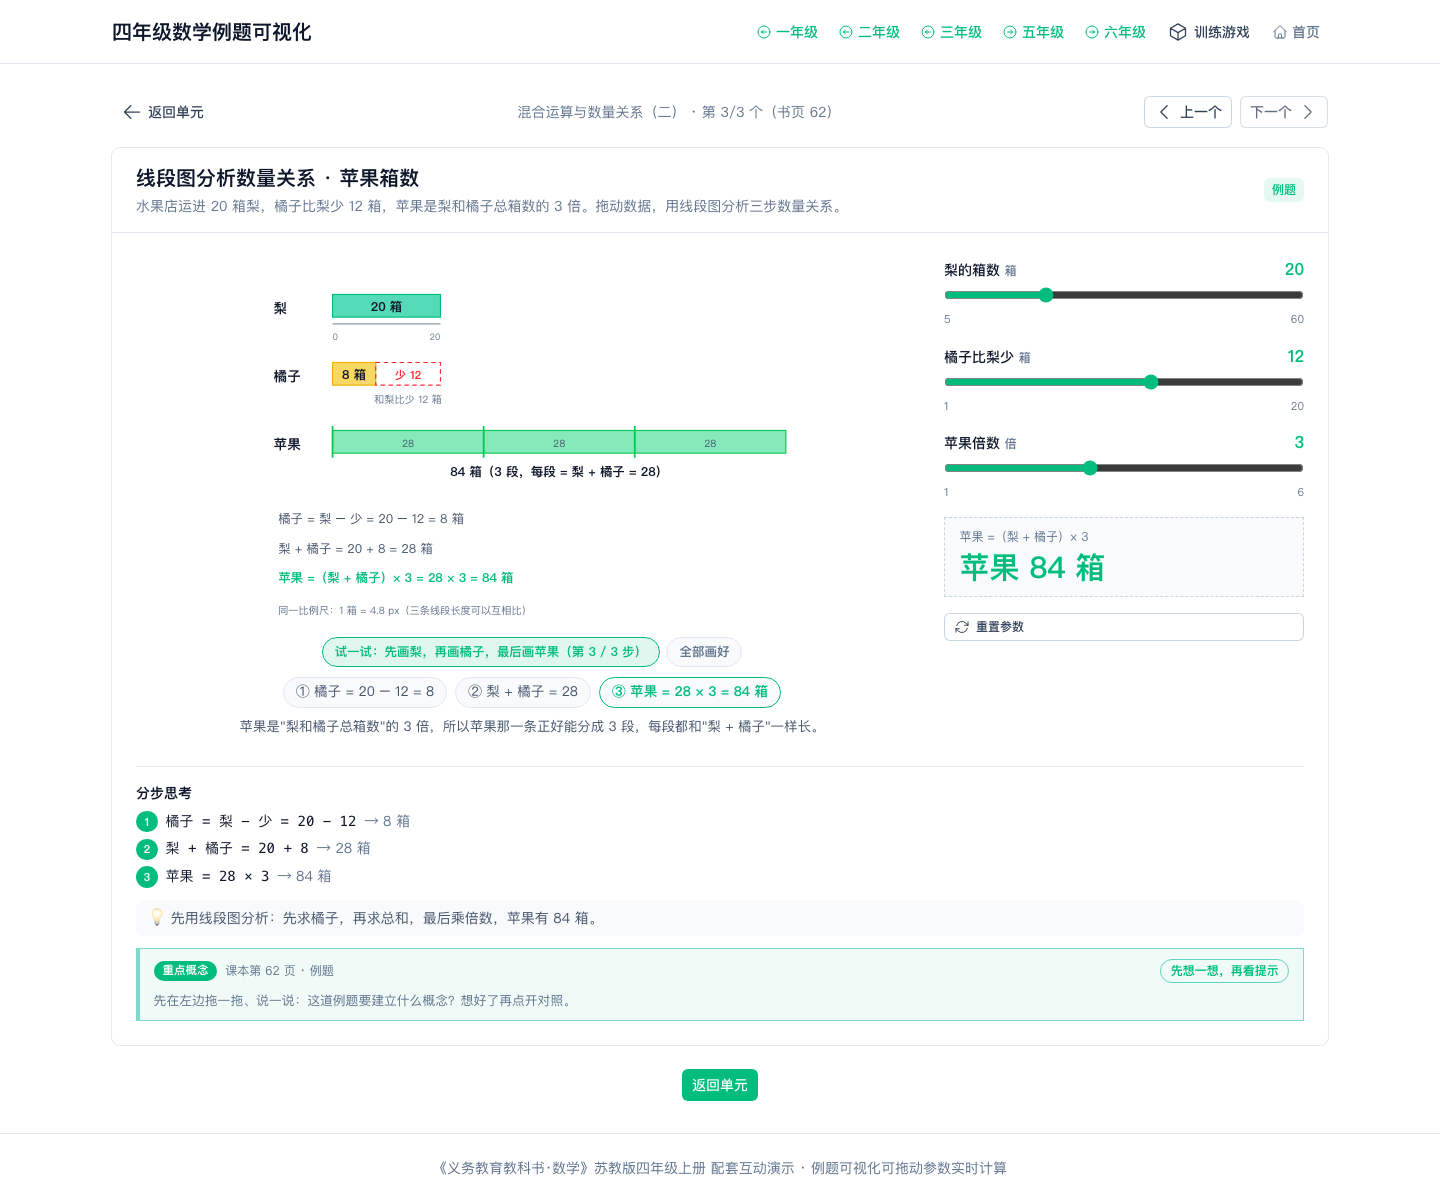 四年级数学例题可视化
一年级
二年级
三年级
五年级
六年级
训练游戏
首页
返回单元
混合运算与数量关系（二） · 第 3/3 个（书页 62）
上一个
下一个
线段图分析数量关系 · 苹果箱数
水果店运进 20 箱梨，橘子比梨少 12 箱，苹果是梨和橘子总箱数的 3 倍。拖动数据，用线段图分析三步数量关系。
例题
梨
20 箱
0
20
橘子
8 箱
少 12
和梨比少 12 箱
苹果
28
28
28
84 箱（3 段，每段 = 梨 + 橘子 = 28）
橘子 = 梨 − 少 = 20 − 12 = 8 箱
梨 + 橘子 = 20 + 8 = 28 箱
苹果 =（梨 + 橘子）× 3 = 28 × 3 = 84 箱
同一比例尺：1 箱 = 4.8 px（三条线段长度可以互相比）
试一试：先画梨，再画橘子，最后画苹果（第 3 / 3 步）
全部画好
① 橘子 = 20 − 12 = 8
② 梨 + 橘子 = 28
③ 苹果 = 28 × 3 = 84 箱
苹果是"梨和橘子总箱数"的 3 倍，所以苹果那一条正好能分成 3 段，每段都和"梨 + 橘子"一样长。
梨的箱数 箱
20
5
60
橘子比梨少 箱
12
1
20
苹果倍数 倍
3
1
6
苹果 =（梨 + 橘子）× 3
苹果 84 箱
重置参数
分步思考
1 橘子 = 梨 − 少 = 20 − 12 → 8 箱
2 梨 + 橘子 = 20 + 8 → 28 箱
3 苹果 = 28 × 3 → 84 箱
先用线段图分析：先求橘子，再求总和，最后乘倍数，苹果有 84 箱。
重点概念
课本第 62 页 · 例题
先想一想，再看提示
先在左边拖一拖、说一说：这道例题要建立什么概念？想好了再点开对照。
返回单元
《义务教育教科书·数学》苏教版四年级上册 配套互动演示 · 例题可视化可拖动参数实时计算